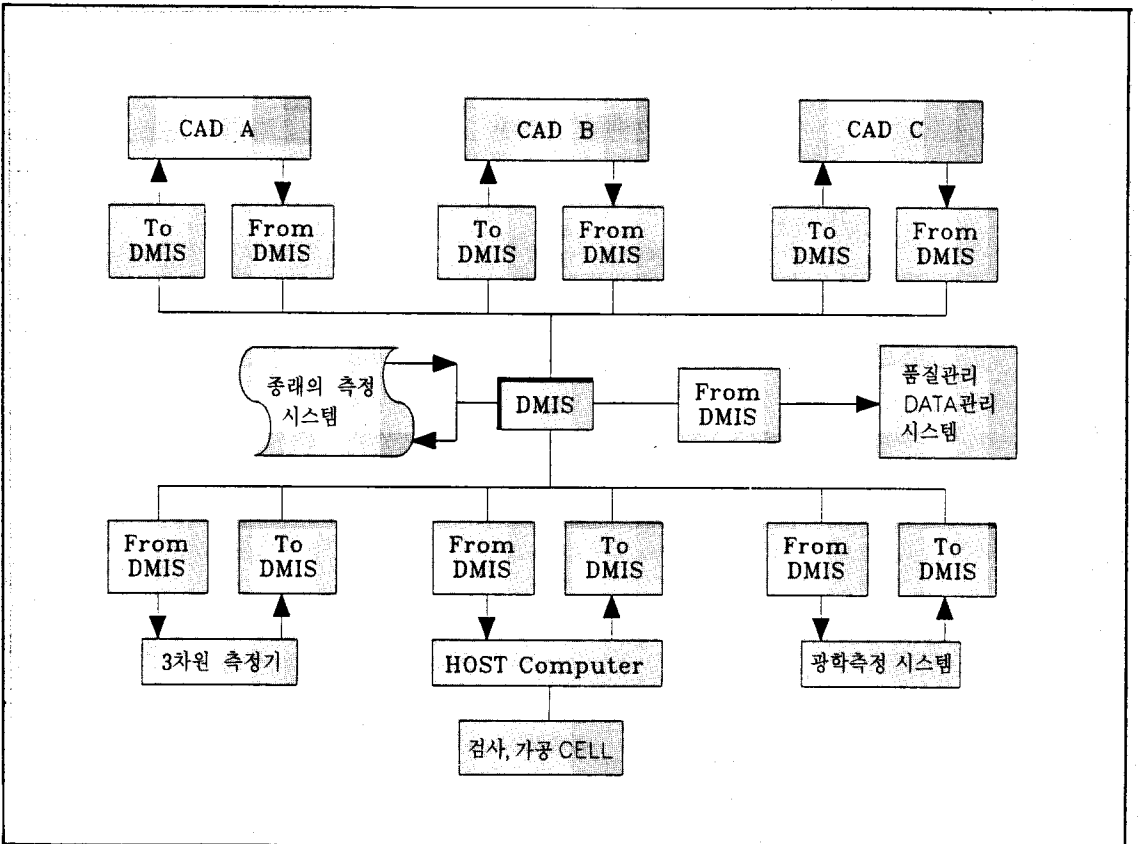 CAD A
CAD B
CAD C
To
DMIS
From
DMIS
To
DMIS
From
DMIS
To
DMIS
From
DMIS
종래의 측정
시스템
DMIS
From
DMIS
품질관리
DATA관리
시스템
From
DMIS
To
DMIS
From
DMIS
To
DMIS
From
DMIS
To
DMIS
3차원 측정기
HOST Computer
광학측정 시스템
검사, 가공 CELL